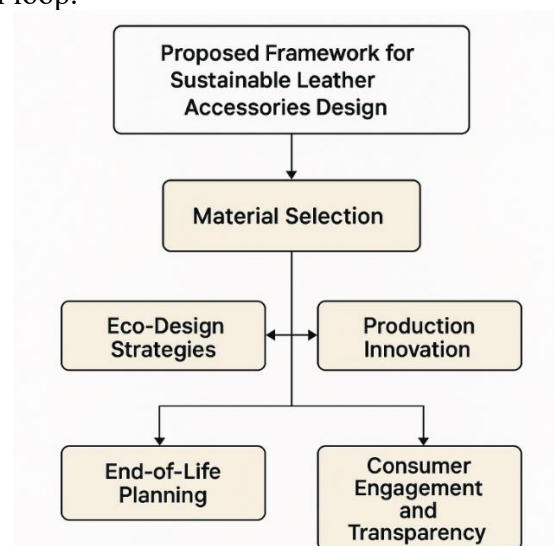 loop.
Proposed Framework for
Sustainable Leather
Accessories Design
Material Selection
Eco-Design
Strategies
Production
Innovation
End-of-Life
Planning
Consumer
Engagement
and
Transparency